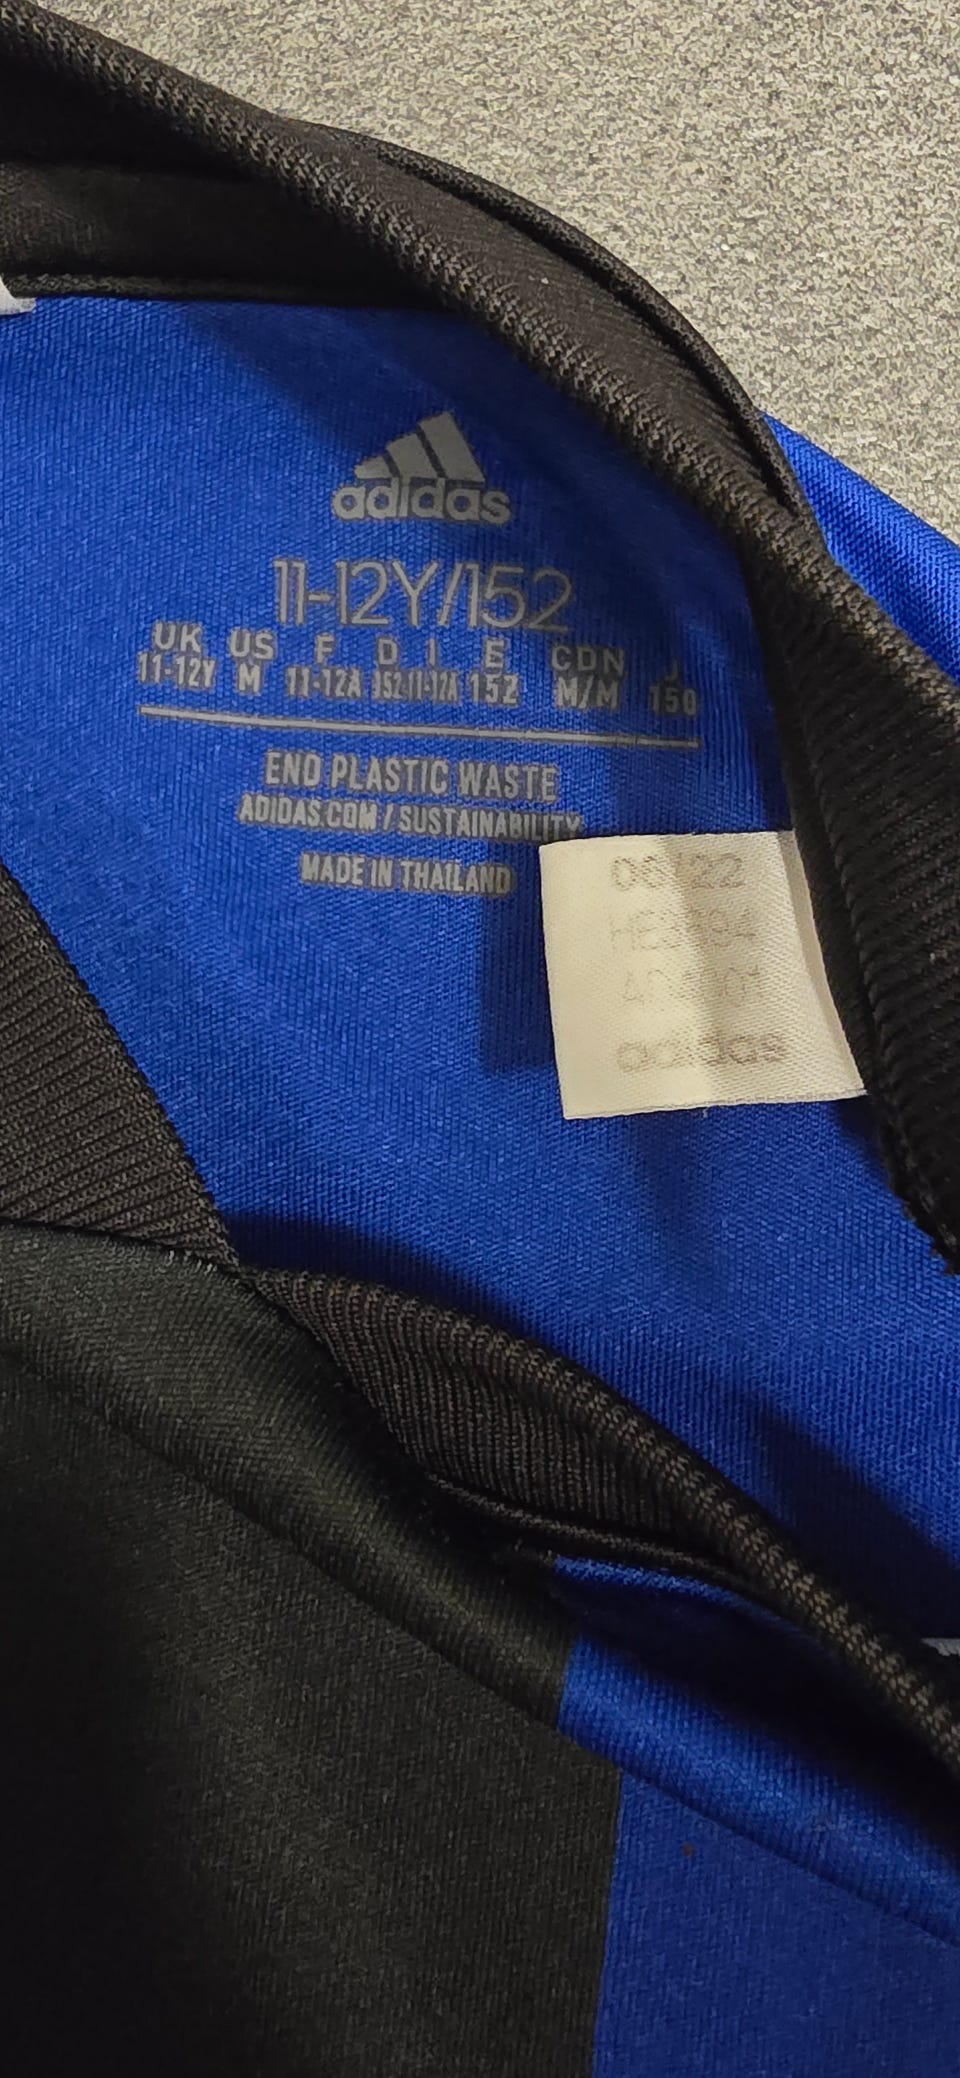 adidas
11-12Y/152
UK US F D I E CDN J
11-12Y M 11-12A 152 11-12A 152 M/M 150
END PLASTIC WASTE
ADIDAS.COM / SUSTAINABILITY
MADE IN THAILAND
adidas